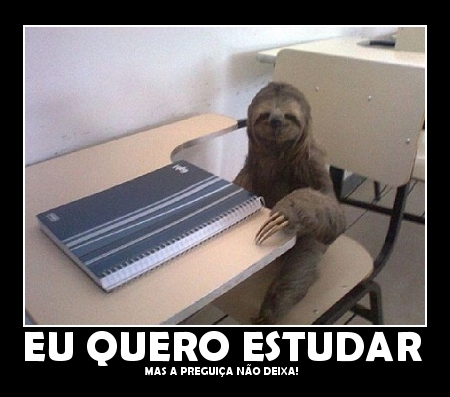 EU QUERO ESTUDAR
MAS A PREGUIÇA NÃO DEIXA!